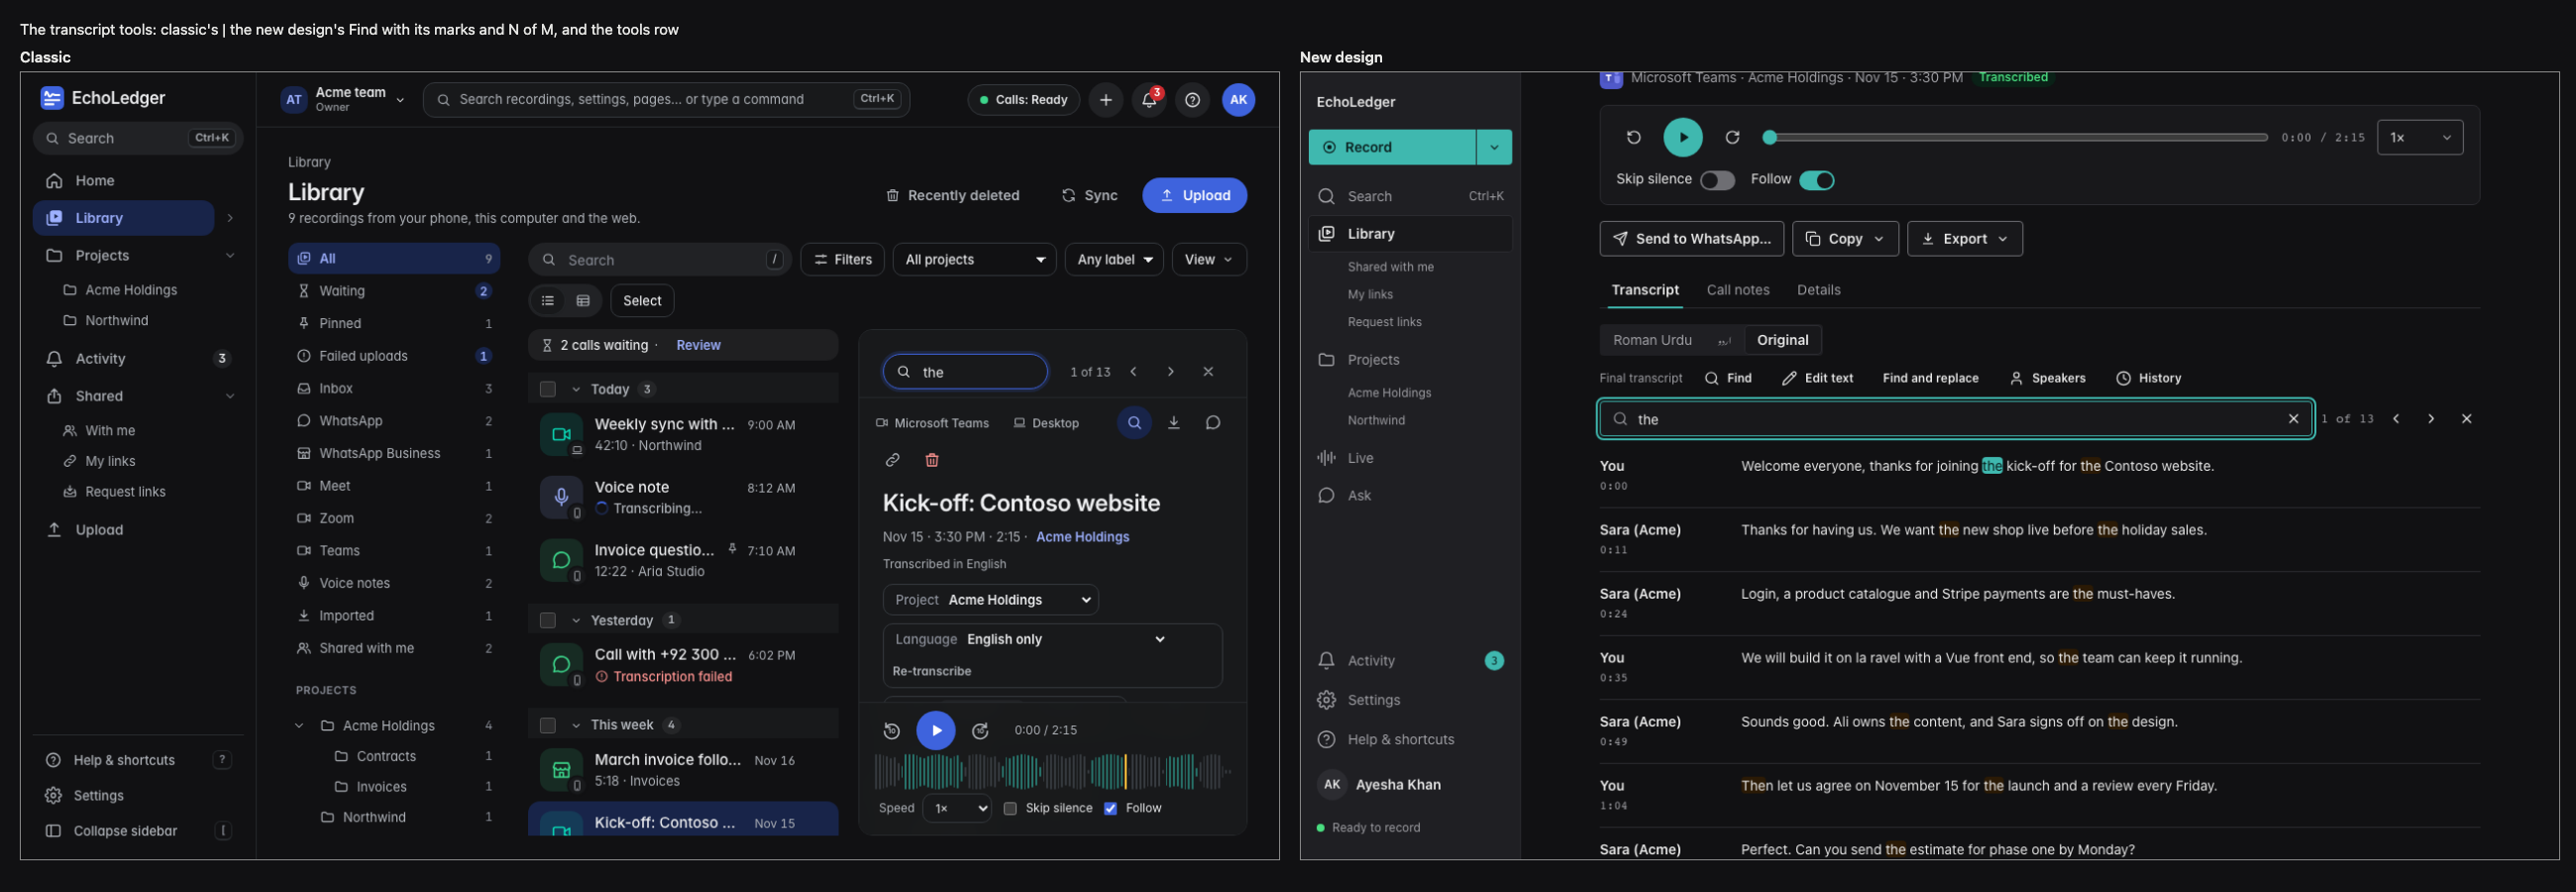 The transcript tools: classic's | the new design's Find with its marks and N of M, and the tools row
Classic
EchoLedger
Search Ctrl+K
Home
Library
Projects
Acme Holdings
Northwind
Activity 3
Shared
With me
My links
Request links
Upload
Help & shortcuts ?
Settings
Collapse sidebar [
AT Acme team
Owner
Search recordings, settings, pages... or type a command Ctrl+K
Calls: Ready
3
AK
Library
Library
9 recordings from your phone, this computer and the web.
Recently deleted Sync Upload
All 9
Waiting 2
Pinned 1
Failed uploads 1
Inbox 3
WhatsApp 2
WhatsApp Business 1
Meet 1
Zoom 2
Teams 1
Voice notes 2
Imported 1
Shared with me 2
PROJECTS
Acme Holdings 4
Contracts 1
Invoices 1
Northwind 1
Search / Filters All projects Any label View
Select
2 calls waiting · Review
Today 3
Weekly sync with ... 9:00 AM
42:10 · Northwind
Voice note 8:12 AM
Transcribing...
Invoice questio... 7:10 AM
12:22 · Aria Studio
Yesterday 1
Call with +92 300 ... 6:02 PM
Transcription failed
This week 4
March invoice follo... Nov 16
5:18 · Invoices
Kick-off: Contoso ... Nov 15
the 1 of 13
Microsoft Teams Desktop
Kick-off: Contoso website
Nov 15 · 3:30 PM · 2:15 · Acme Holdings
Transcribed in English
Project Acme Holdings
Language English only
Re-transcribe
10 10 0:00 / 2:15
Speed 1× Skip silence Follow
New design
EchoLedger
Record
Search Ctrl+K
Library
Shared with me
My links
Request links
Projects
Acme Holdings
Northwind
Live
Ask
Activity 3
Settings
Help & shortcuts
AK Ayesha Khan
Ready to record
Microsoft Teams · Acme Holdings · Nov 15 · 3:30 PM Transcribed
0:00 / 2:15 1×
Skip silence Follow
Send to WhatsApp... Copy Export
Transcript Call notes Details
Roman Urdu Original
Final transcript Find Edit text Find and replace Speakers History
the 1 of 13
You Welcome everyone, thanks for joining the kick-off for the Contoso website.
0:00
Sara (Acme) Thanks for having us. We want the new shop live before the holiday sales.
0:11
Sara (Acme) Login, a product catalogue and Stripe payments are the must-haves.
0:24
You We will build it on la ravel with a Vue front end, so the team can keep it running.
0:35
Sara (Acme) Sounds good. Ali owns the content, and Sara signs off on the design.
0:49
You Then let us agree on November 15 for the launch and a review every Friday.
1:04
Sara (Acme) Perfect. Can you send the estimate for phase one by Monday?